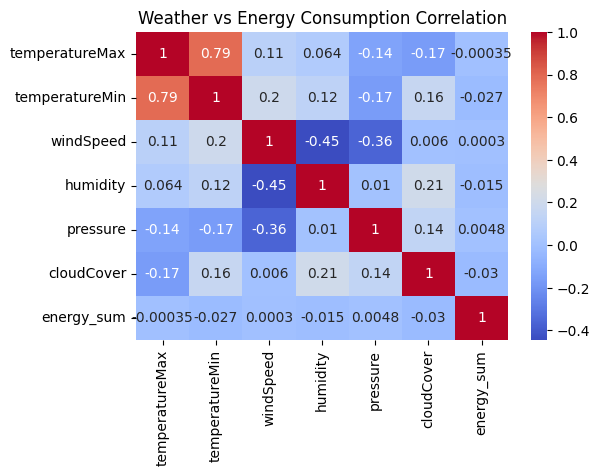 Weather vs Energy Consumption Correlation
temperatureMax 1 0.79 0.11 0.064 -0.14 -0.17 -0.00035
temperatureMin 0.79 1 0.2 0.12 -0.17 0.16 -0.027
windSpeed 0.11 0.2 1 -0.45 -0.36 0.006 0.0003
humidity 0.064 0.12 -0.45 1 0.01 0.21 -0.015
pressure -0.14 -0.17 -0.36 0.01 1 0.14 0.0048
cloudCover -0.17 0.16 0.006 0.21 0.14 1 -0.03
energy_sum -0.00035 -0.027 0.0003 -0.015 0.0048 -0.03 1
temperatureMax
temperatureMin
windSpeed
humidity
pressure
cloudCover
energy_sum
1.0
0.8
0.6
0.4
0.2
0.0
−0.2
−0.4